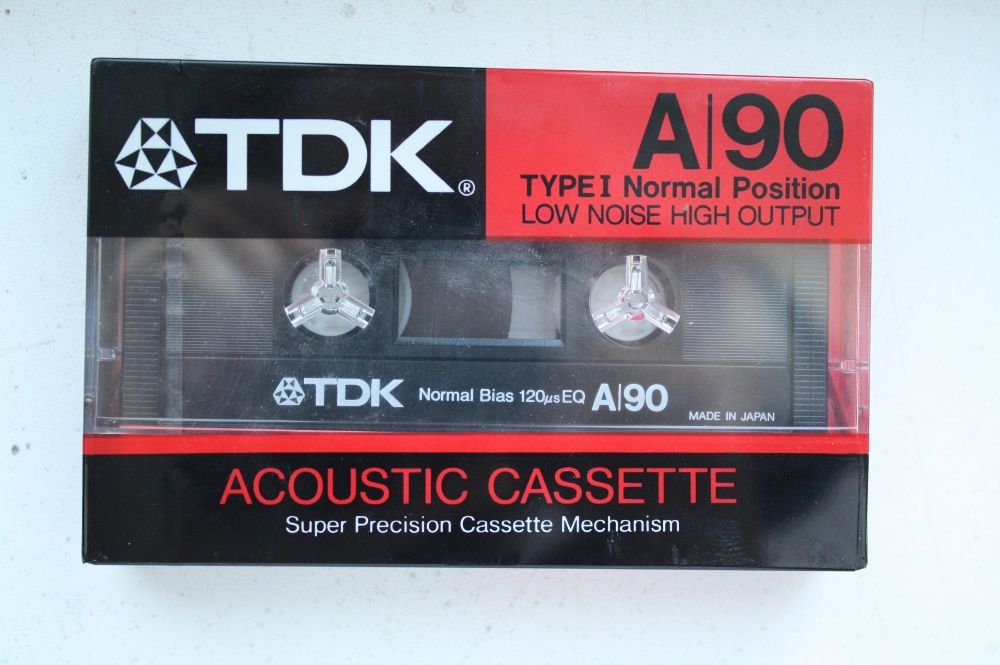 TDK®
A|90
TYPE I Normal Position
LOW NOISE HIGH OUTPUT
TDK Normal Bias 120μs EQ A|90
MADE IN JAPAN
ACOUSTIC CASSETTE
Super Precision Cassette Mechanism